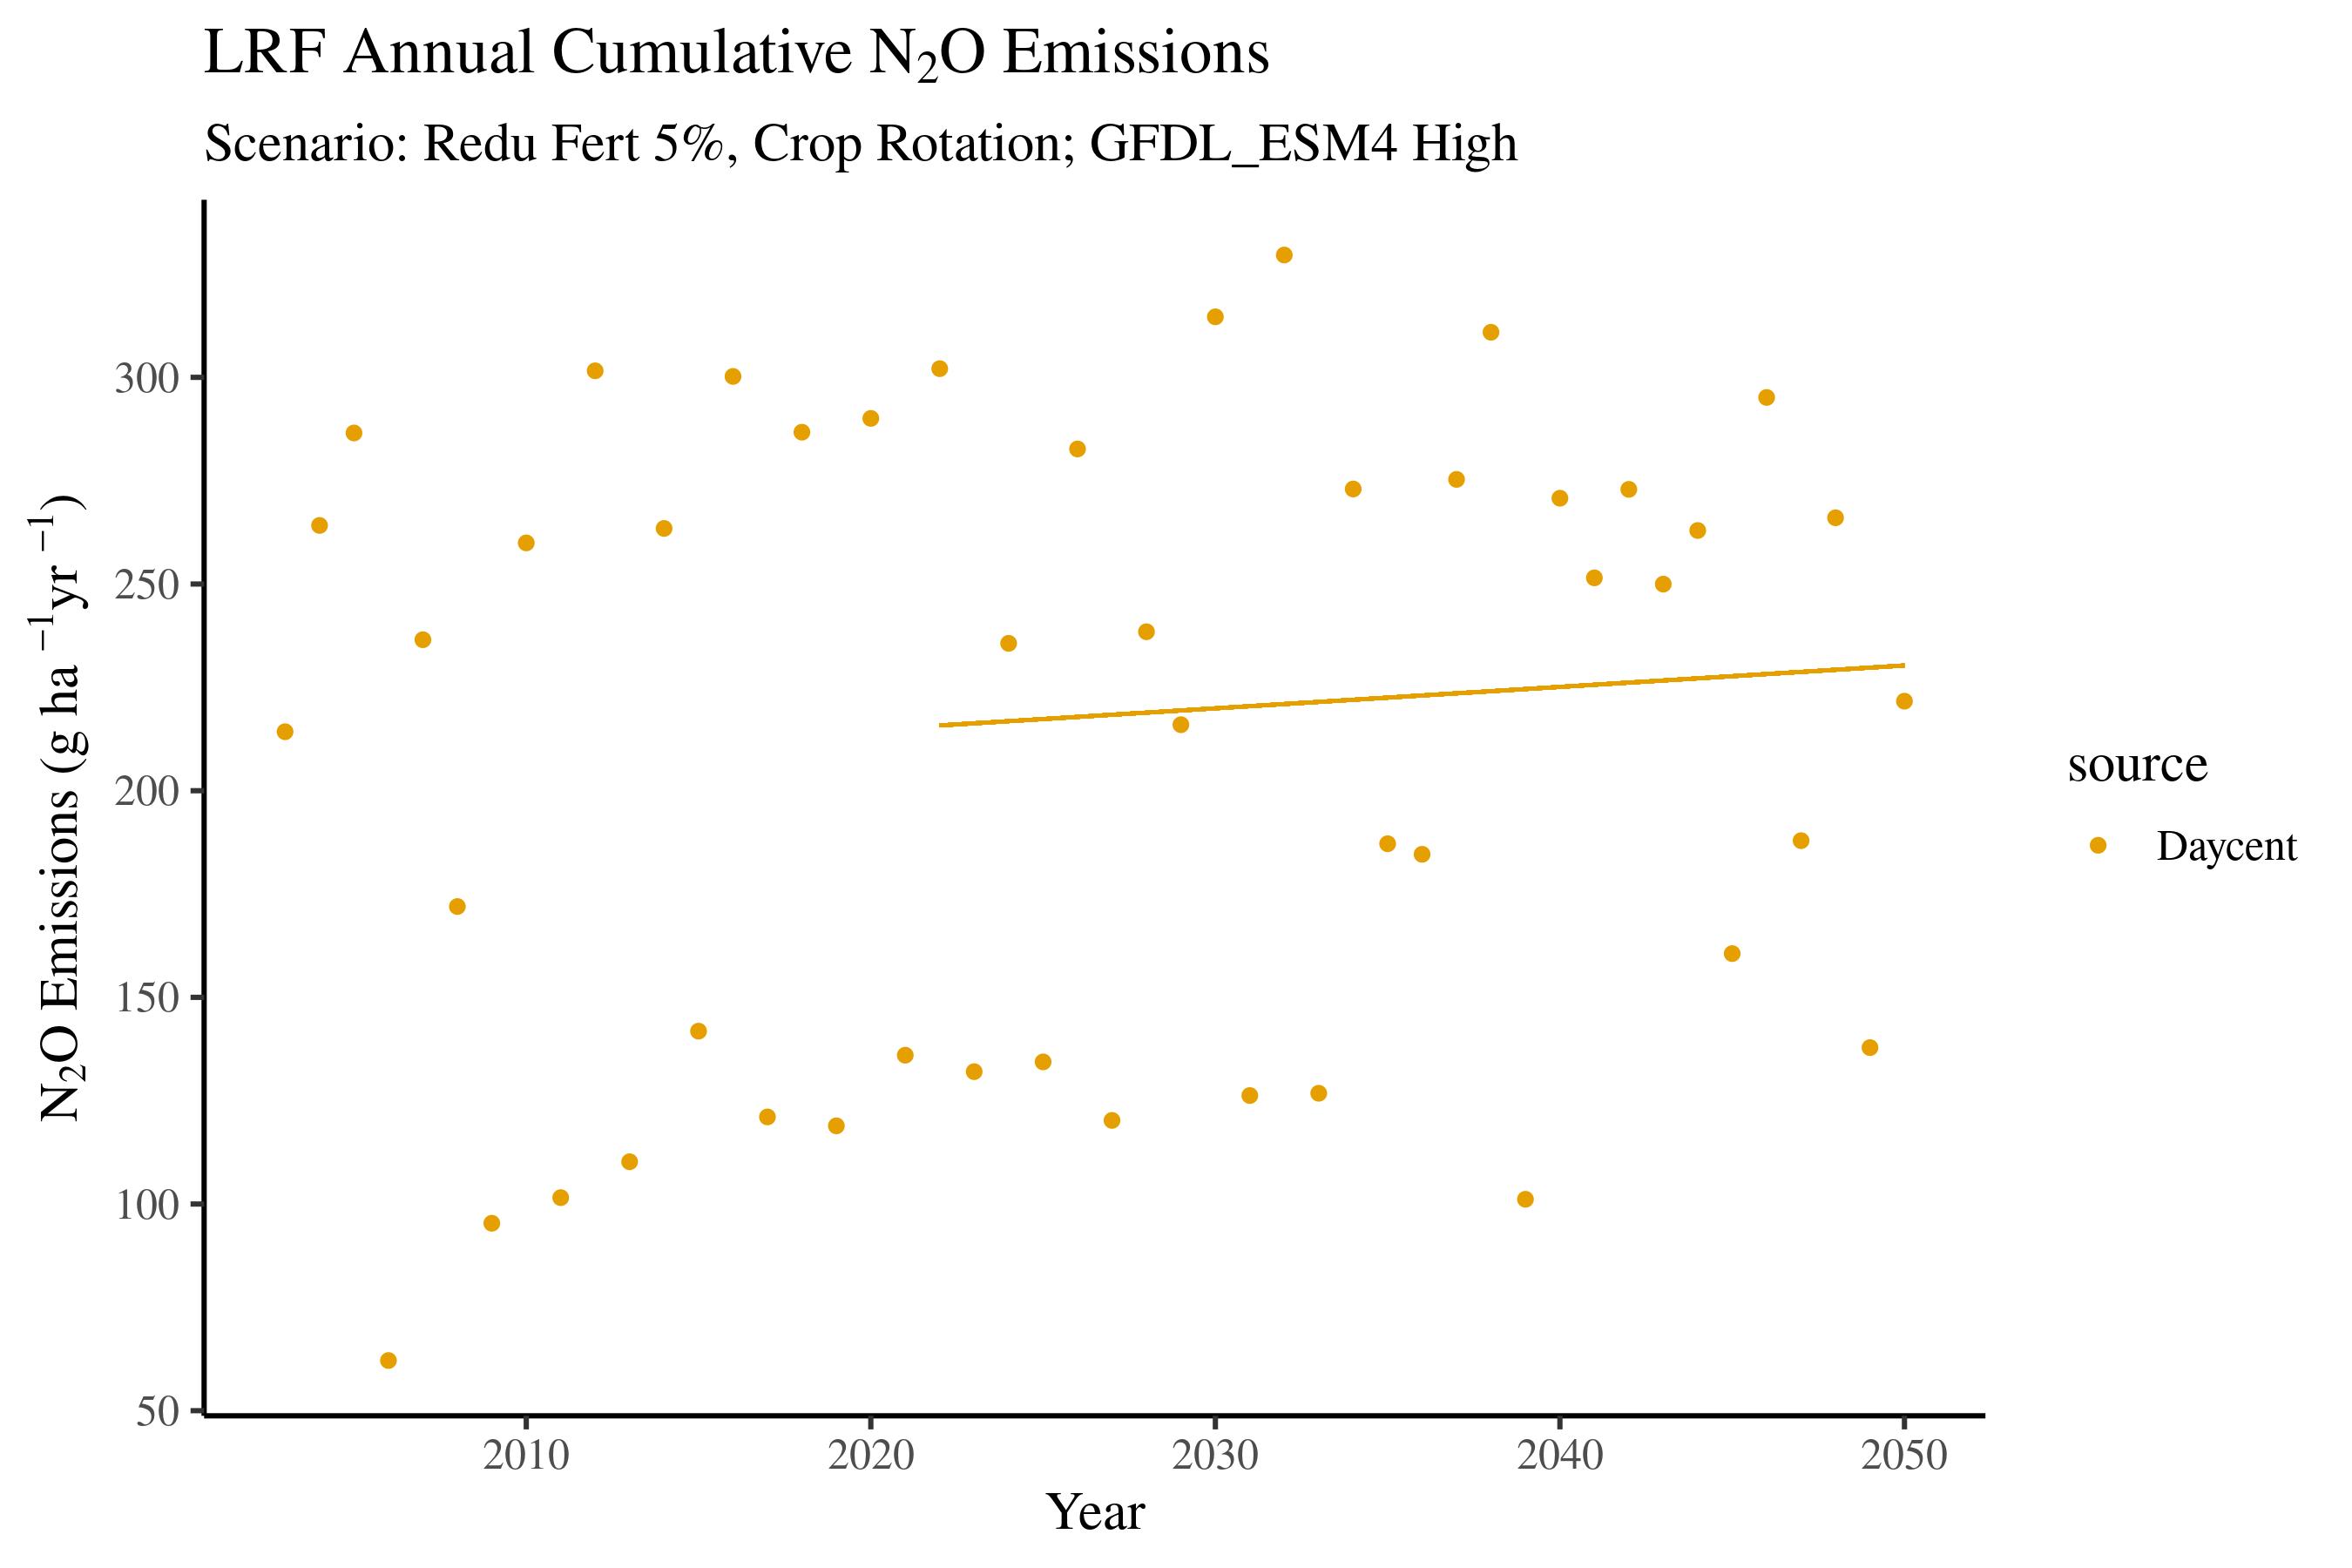 LRF Annual Cumulative N₂O Emissions
Scenario: Redu Fert 5%, Crop Rotation; GFDL_ESM4 High
N₂O Emissions (g ha ⁻¹yr ⁻¹)
300
250
200
150
100
50
2010 2020 2030 2040 2050
Year
source
Daycent